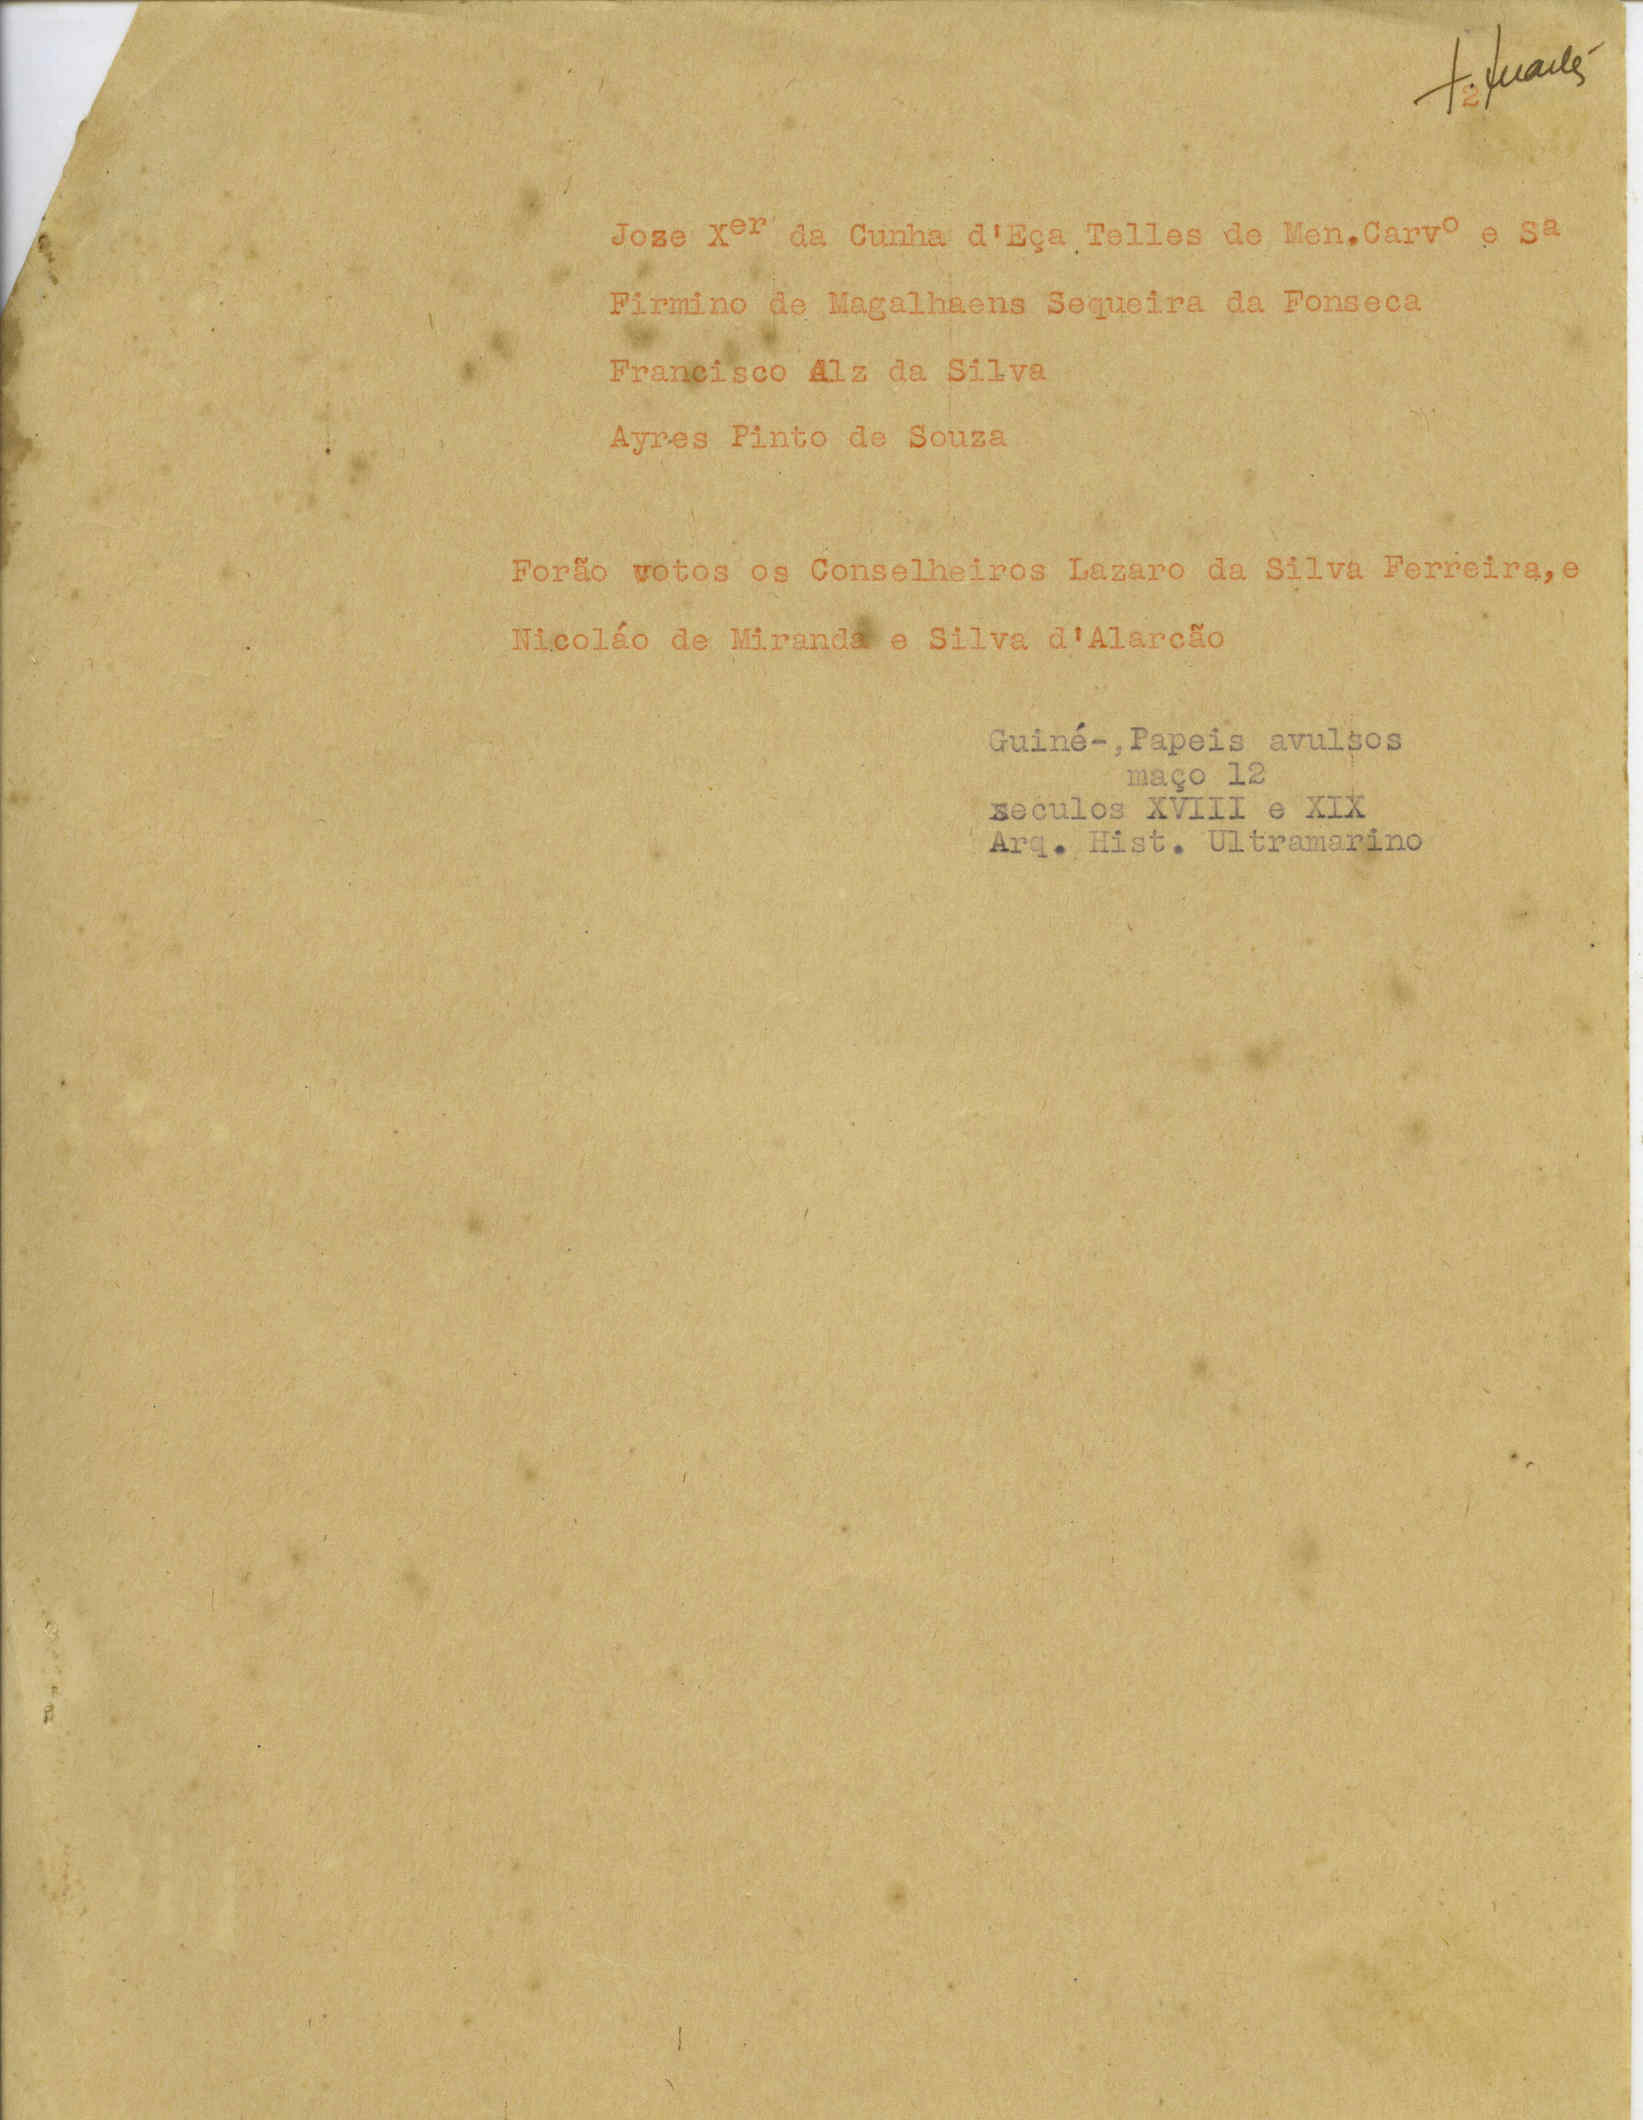 2
Joze Xer da Cunha d'Eça Telles de Men.Carvo e Sa
Firmino de Magalhaens Sequeira da Fonseca
Francisco Alz da Silva
Ayres Pinto de Souza
Forão votos os Conselheiros Lazaro da Silva Ferreira,e
Nicoláo de Miranda e Silva d'Alarcão
Guiné-,Papeis avulsos
maço 12
seculos XVIII e XIX
Arq. Hist. Ultramarino